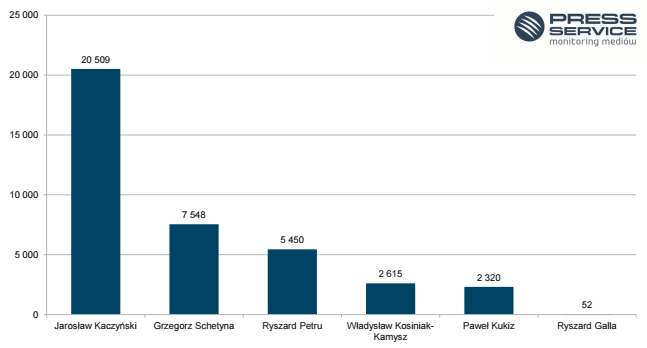 25 000
PRESS
SERVICE
monitoring mediów
20 509
20 000
15 000
10 000
7 548
5 450
5 000
2 615
2 320
52
0
Jarosław Kaczyński
Grzegorz Schetyna
Ryszard Petru
Władysław Kosiniak-
Kamysz
Paweł Kukiz
Ryszard Galla